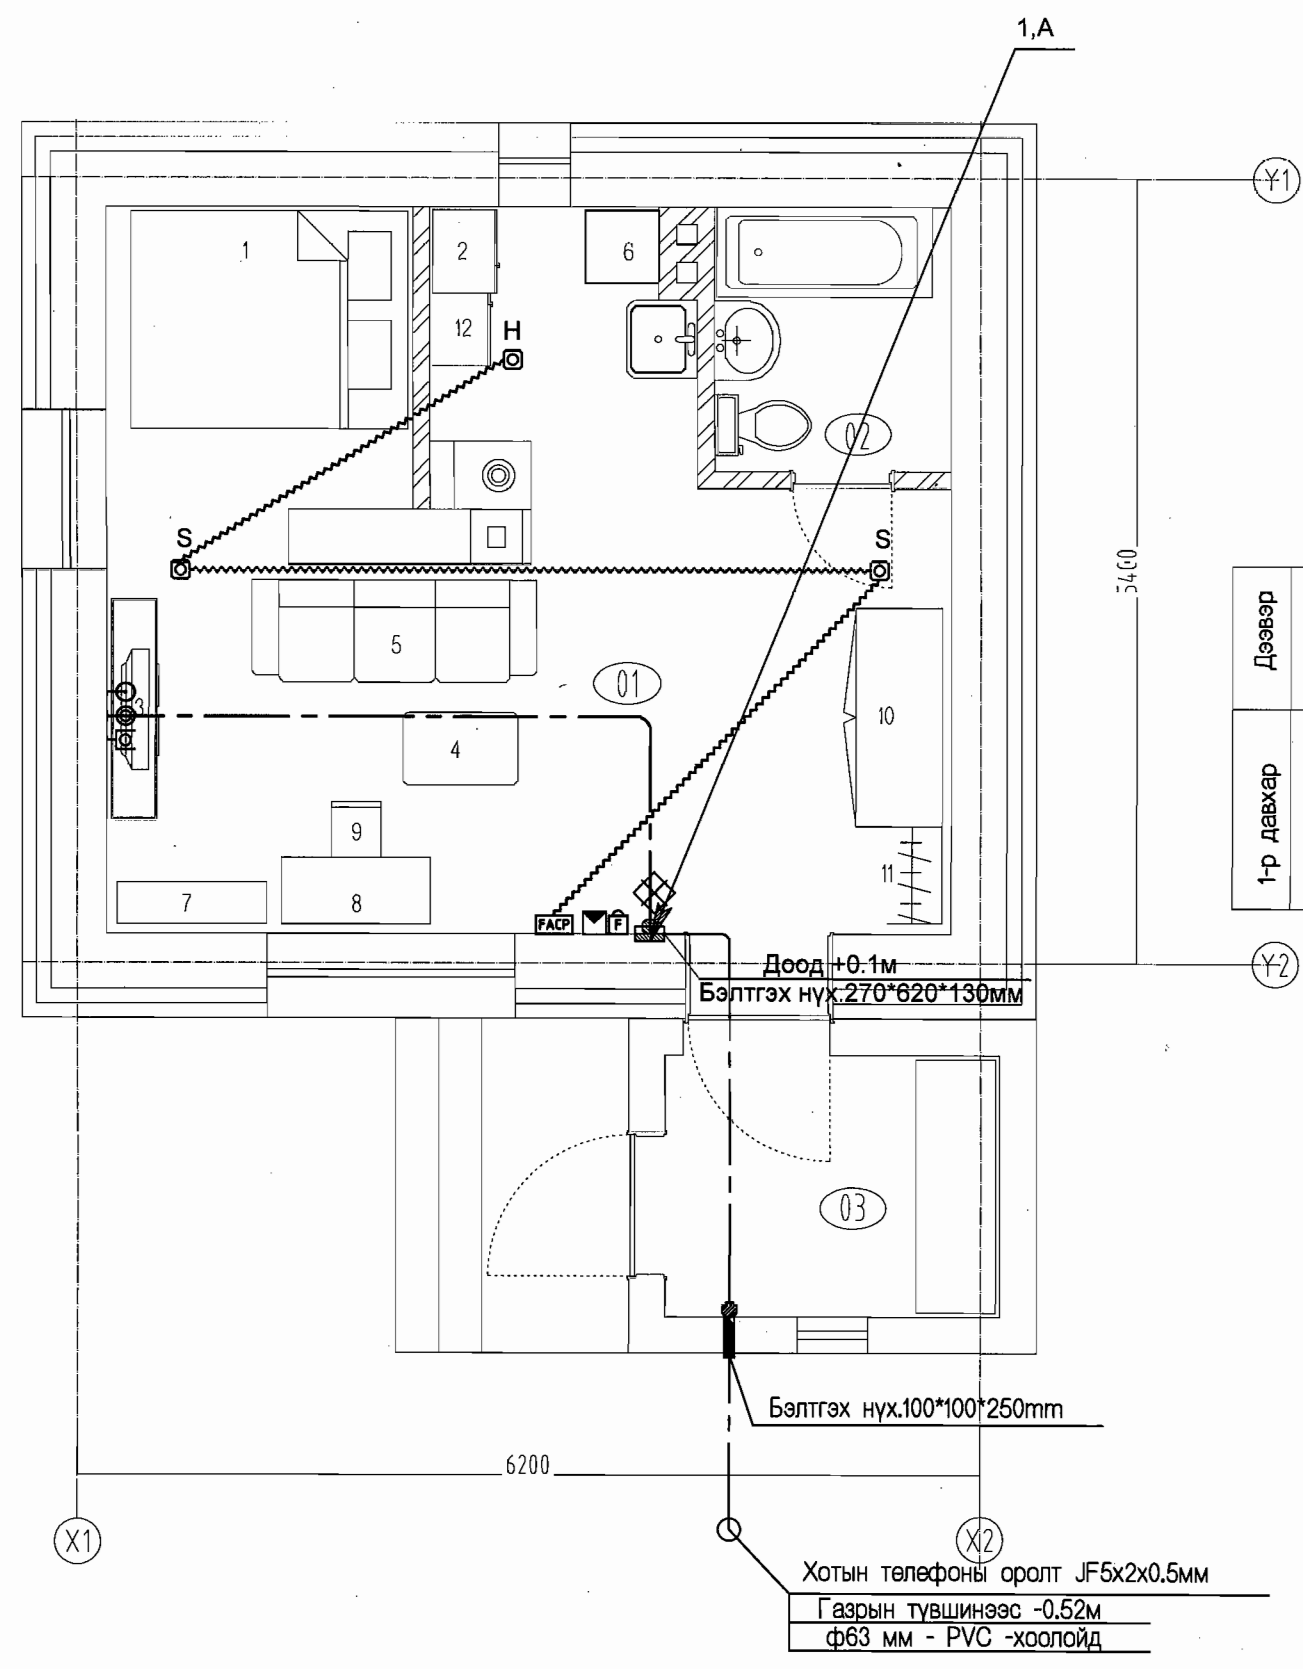 1,А
Y1
1
2
6
12
H
02
S
S
5400
Дээвэр
5
01
3
10
4
9
11
1-р давхар
7
8
FACP
F
Доод +0.1м
Y2
Бэлтгэх нүх.270*620*130мм
03
Бэлтгэх нүх.100*100*250mm
6200
X1
X2
Хотын телефоны оролт JF5x2x0.5мм
Газрын түвшинээс -0.52м
ф63 мм - PVC -хоолойд